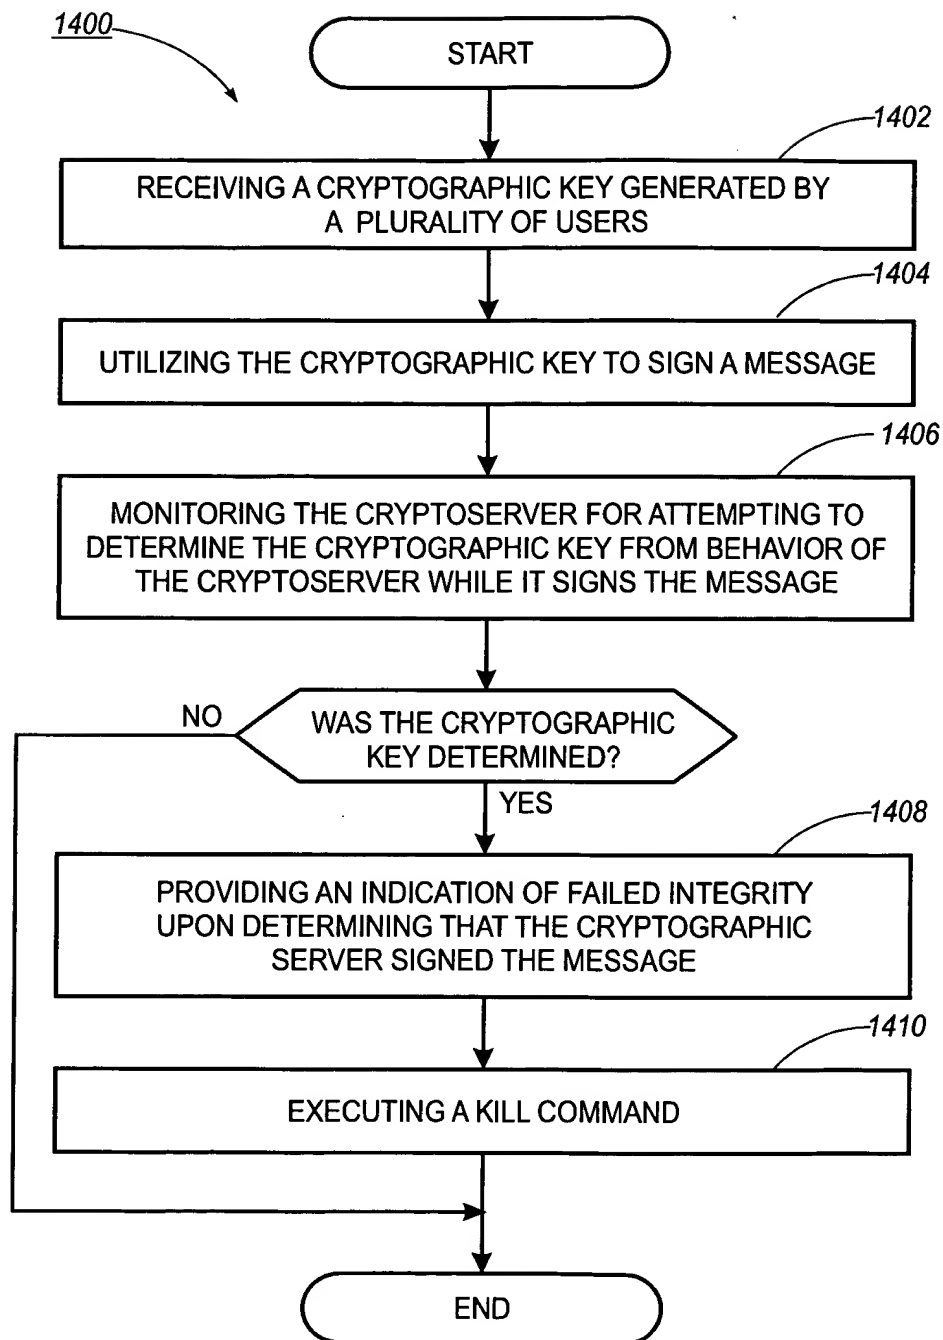 1400
START
1402
RECEIVING A CRYPTOGRAPHIC KEY GENERATED BY
A PLURALITY OF USERS
1404
UTILIZING THE CRYPTOGRAPHIC KEY TO SIGN A MESSAGE
1406
MONITORING THE CRYPTOSERVER FOR ATTEMPTING TO
DETERMINE THE CRYPTOGRAPHIC KEY FROM BEHAVIOR OF
THE CRYPTOSERVER WHILE IT SIGNS THE MESSAGE
NO
WAS THE CRYPTOGRAPHIC
KEY DETERMINED?
YES
1408
PROVIDING AN INDICATION OF FAILED INTEGRITY
UPON DETERMINING THAT THE CRYPTOGRAPHIC
SERVER SIGNED THE MESSAGE
1410
EXECUTING A KILL COMMAND
END